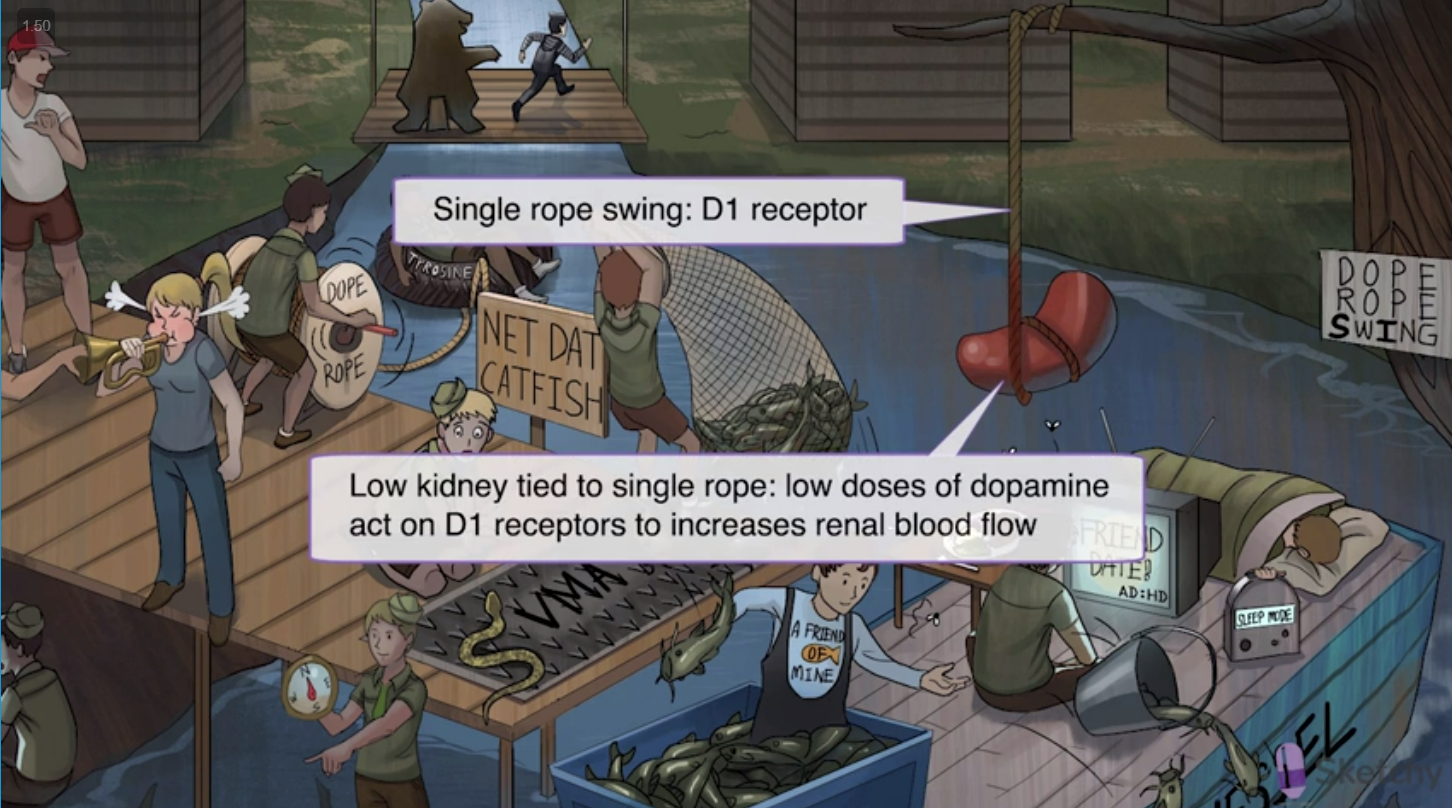 1.50
Single rope swing: D1 receptor
TYROSINE
DOPE
ROPE
DOPE
ROPE
SWING
NET DAT
CATFISH
Low kidney tied to single rope: low doses of dopamine
act on D1 receptors to increases renal blood flow
FRIEND
DATE!
AD:HD
VMA
SLEEP MODE
A FRIEND
OF
MINE
N
E
S
Sketchy